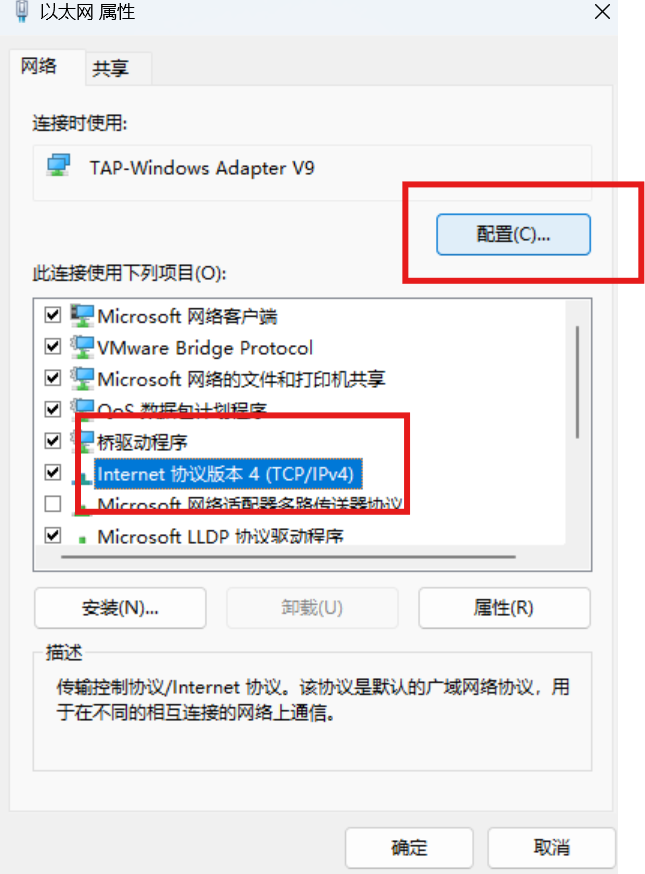 以太网 属性
网络
共享
连接时使用:
TAP-Windows Adapter V9
配置(C)...
此连接使用下列项目(O):
Microsoft 网络客户端
VMware Bridge Protocol
Microsoft 网络的文件和打印机共享
QoS 数据包计划程序
桥驱动程序
Internet 协议版本 4 (TCP/IPv4)
Microsoft 网络适配器多路传送器协议
Microsoft LLDP 协议驱动程序
安装(N)...
卸载(U)
属性(R)
描述
传输控制协议/Internet 协议。该协议是默认的广域网络协议，用
于在不同的相互连接的网络上通信。
确定
取消